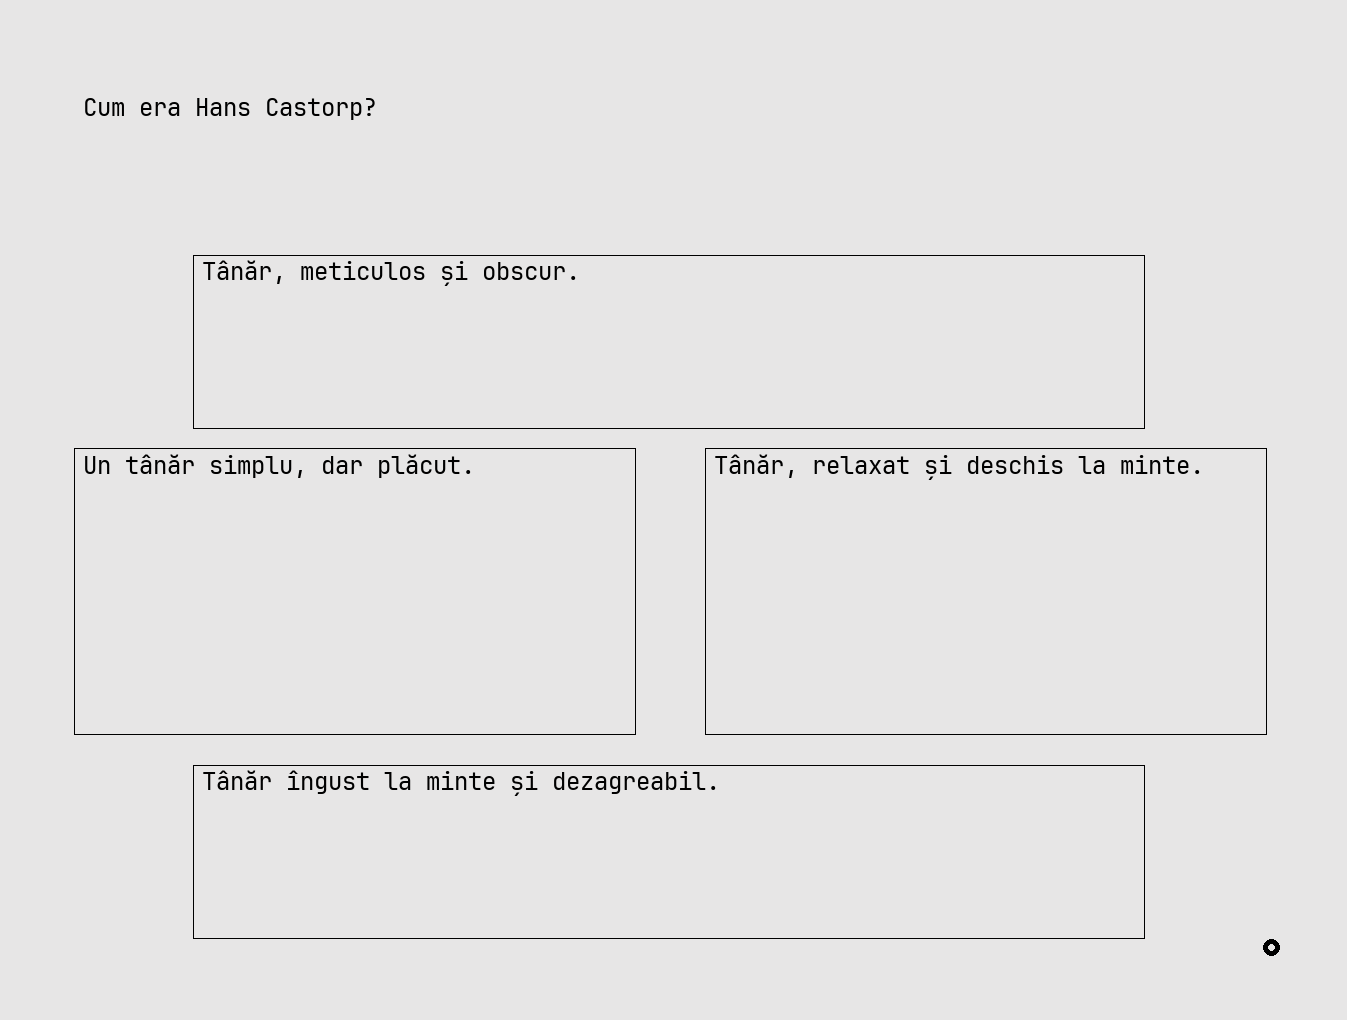 Cum era Hans Castorp?
Tânăr, meticulos și obscur.
Un tânăr simplu, dar plăcut.
Tânăr, relaxat și deschis la minte.
Tânăr îngust la minte și dezagreabil.